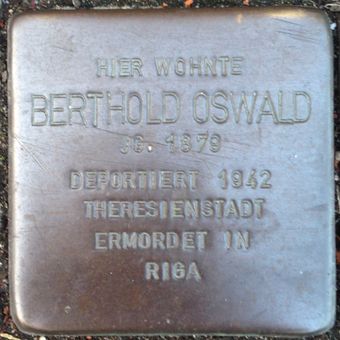 HIER WOHNTE
BERTHOLD OSWALD
JG. 1879
DEPORTIERT 1942
THERESIENSTADT
ERMORDET IN
RIGA